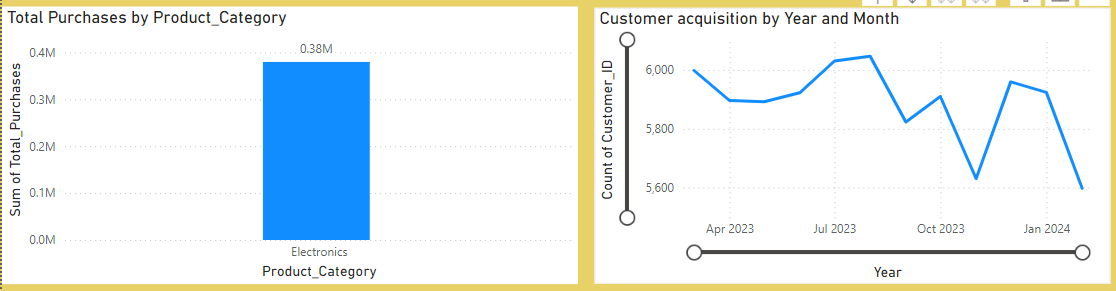 Total Purchases by Product_Category
Sum of Total_Purchases
0.4M
0.3M
0.2M
0.1M
0.0M
0.38M
Electronics
Product_Category
Customer acquisition by Year and Month
Count of Customer_ID
6,000
5,800
5,600
Apr 2023
Jul 2023
Oct 2023
Jan 2024
Year